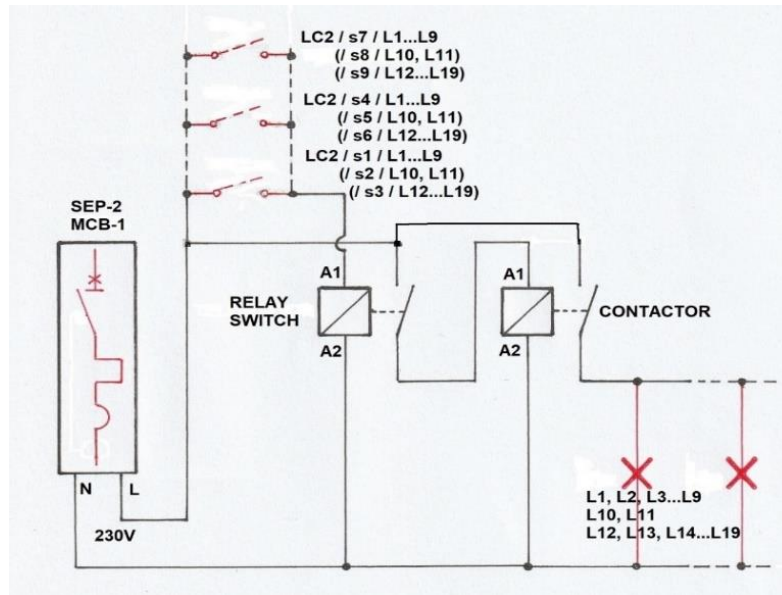 LC2 / s7 / L1...L9
(/ s8 / L10, L11)
(/ s9 / L12...L19)
LC2 / s4 / L1...L9
(/ s5 / L10, L11)
(/ s6 / L12...L19)
LC2 / s1 / L1...L9
(/ s2 / L10, L11)
(/ s3 / L12...L19)
SEP-2
MCB-1
A1
A1
RELAY
SWITCH
CONTACTOR
A2
A2
N L
230V
L1, L2, L3...L9
L10, L11
L12, L13, L14...L19